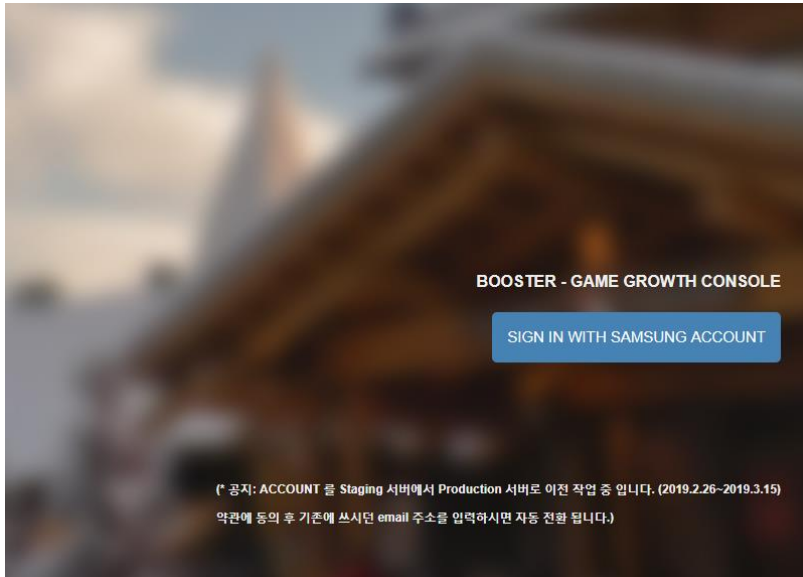 BOOSTER - GAME GROWTH CONSOLE
SIGN IN WITH SAMSUNG ACCOUNT
(* 공지: ACCOUNT 를 Staging 서버에서 Production 서버로 이전 작업 중 입니다. (2019.2.26~2019.3.15)
약관에 동의 후 기존에 쓰시던 email 주소를 입력하시면 자동 전환 됩니다.)